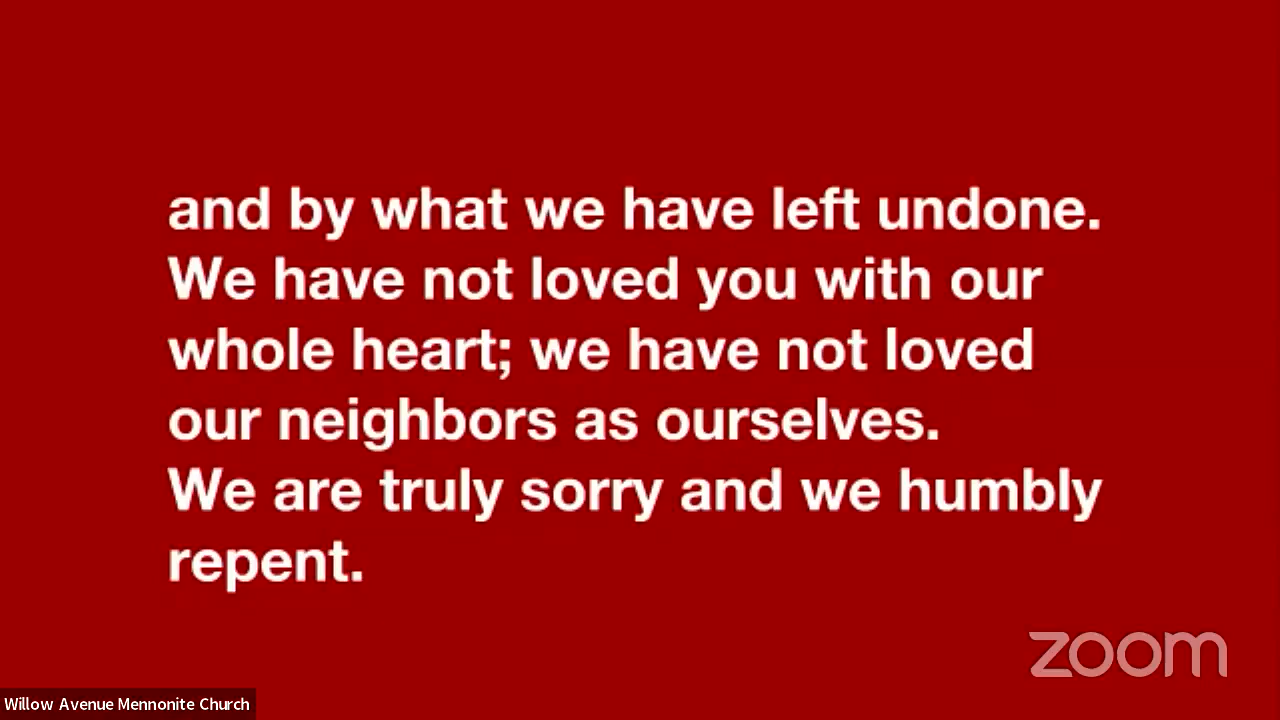 and by what we have left undone.
We have not loved you with our
whole heart; we have not loved
our neighbors as ourselves.
We are truly sorry and we humbly
repent.
zoom
Willow Avenue Mennonite Church